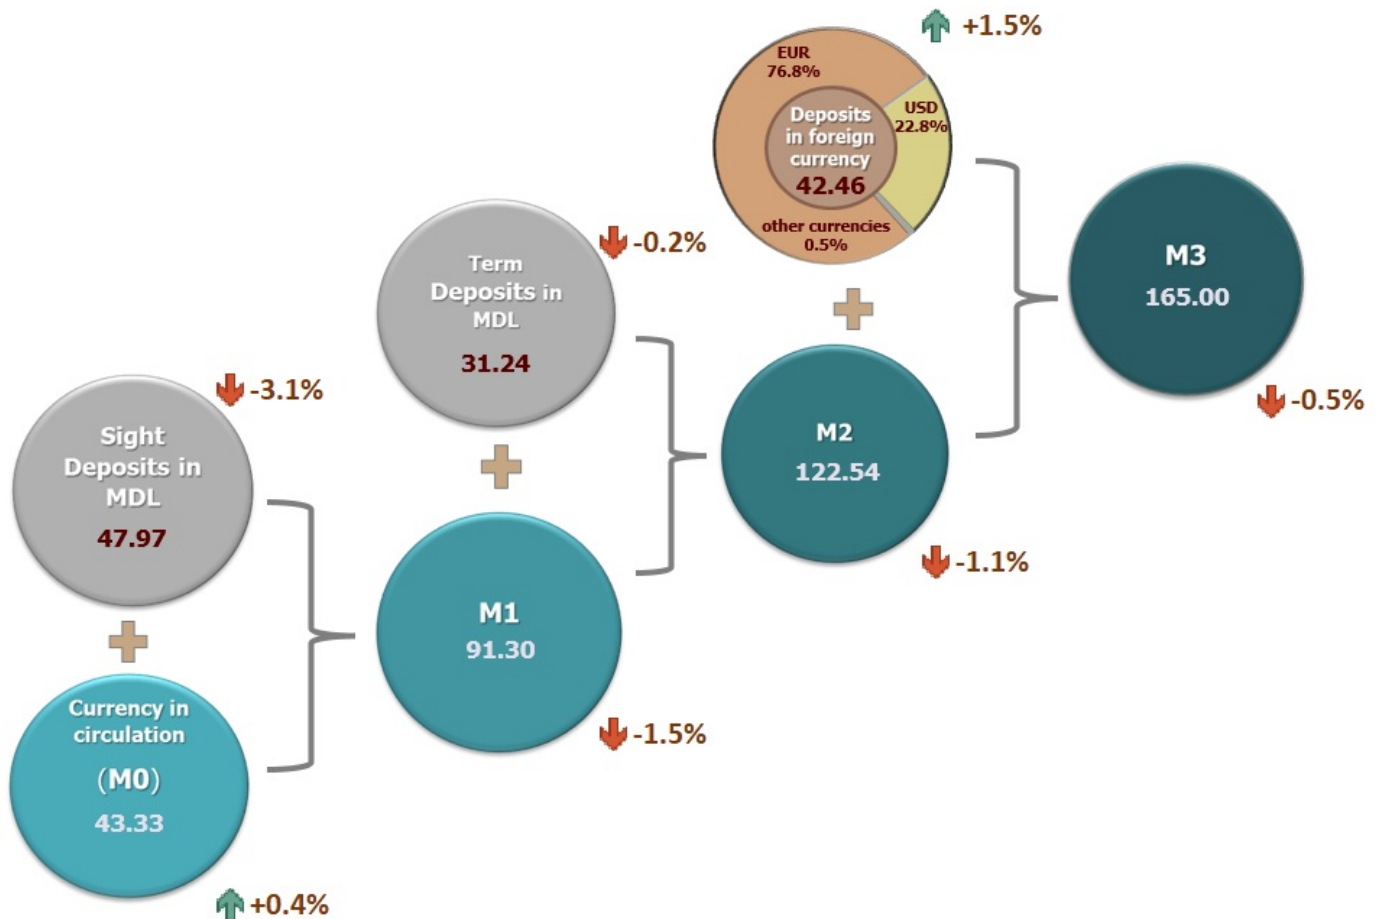 +1.5%
EUR
76.8%
USD
22.8%
Deposits
in foreign
currency
42.46
other currencies
0.5%
M3
165.00
-0.5%
-0.2%
Term
Deposits in
MDL
31.24
M2
122.54
-1.1%
-3.1%
Sight
Deposits in
MDL
47.97
M1
91.30
-1.5%
Currency in
circulation
(M0)
43.33
+0.4%